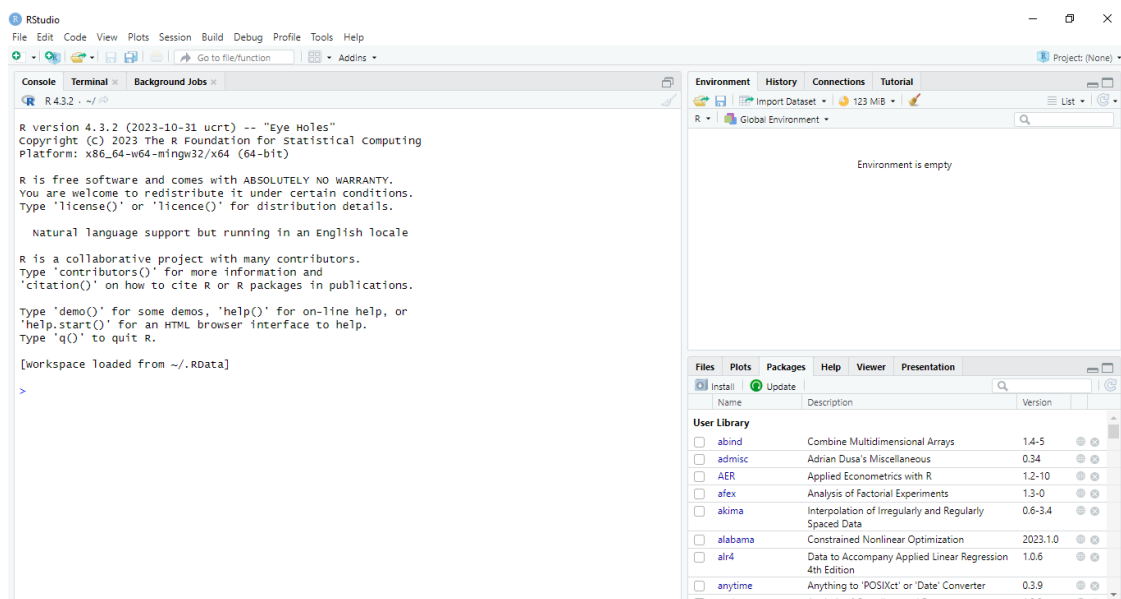 RStudio
File Edit Code View Plots Session Build Debug Profile Tools Help
Go to file/function Addins Project: (None)
Console Terminal Background Jobs
R 4.3.2 · ~/
R version 4.3.2 (2023-10-31 ucrt) -- "Eye Holes"
Copyright (C) 2023 The R Foundation for Statistical Computing
Platform: x86_64-w64-mingw32/x64 (64-bit)
R is free software and comes with ABSOLUTELY NO WARRANTY.
You are welcome to redistribute it under certain conditions.
Type 'license()' or 'licence()' for distribution details.
Natural language support but running in an English locale
R is a collaborative project with many contributors.
Type 'contributors()' for more information and
'citation()' on how to cite R or R packages in publications.
Type 'demo()' for some demos, 'help()' for on-line help, or
'help.start()' for an HTML browser interface to help.
Type 'q()' to quit R.
[Workspace loaded from ~/.RData]
>
Environment History Connections Tutorial
Import Dataset 123 MiB List
R Global Environment
Environment is empty
Files Plots Packages Help Viewer Presentation
Install Update
Name Description Version
User Library
abind Combine Multidimensional Arrays 1.4-5
admisc Adrian Dusa's Miscellaneous 0.34
AER Applied Econometrics with R 1.2-10
afex Analysis of Factorial Experiments 1.3-0
akima Interpolation of Irregularly and Regularly 0.6-3.4
Spaced Data
alabama Constrained Nonlinear Optimization 2023.1.0
alr4 Data to Accompany Applied Linear Regression 1.0.6
4th Edition
anytime Anything to 'POSIXct' or 'Date' Converter 0.3.9